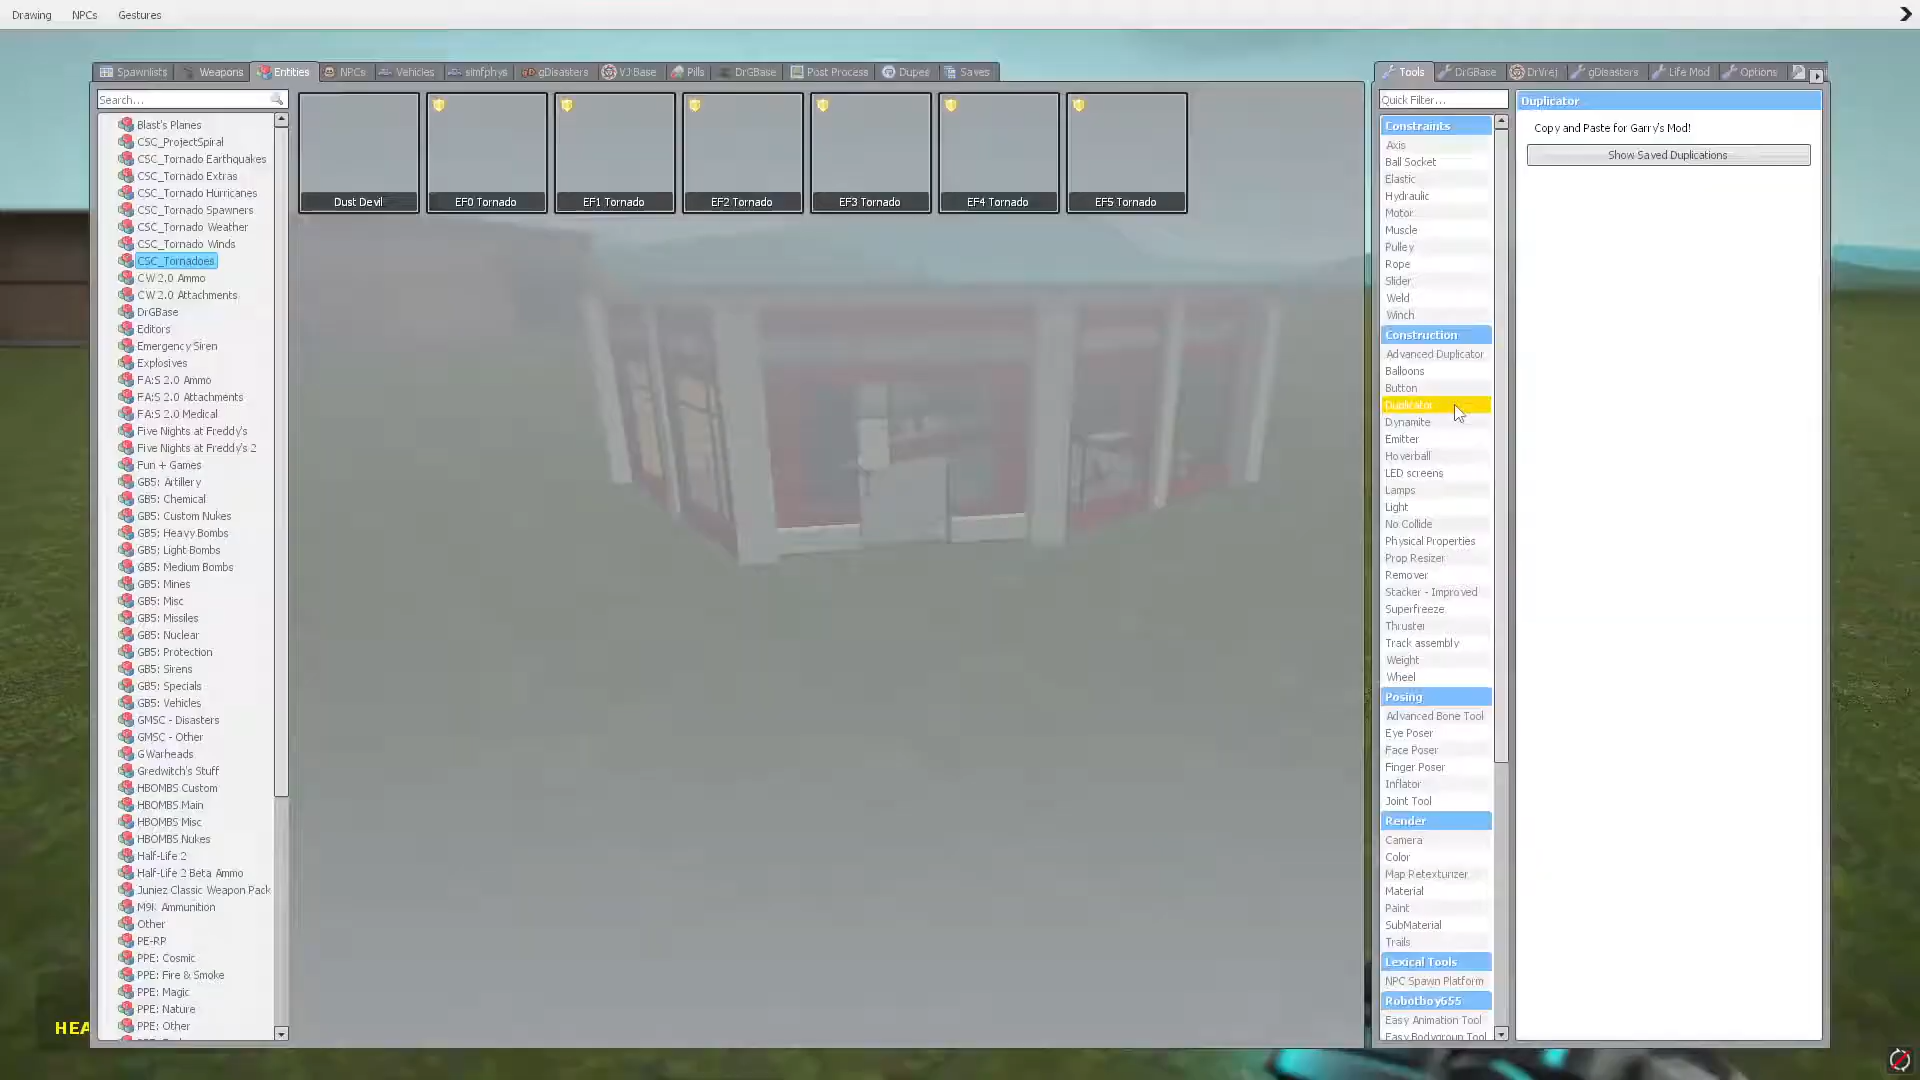 Drawing NPCs Gestures
Spawnlists Weapons Entities NPCs Vehicles simfphys gDisasters VJ Base Pills DrGBase Post Process Dupes Saves
Search...
Blast's Planes
CSC_ProjectSpiral
CSC_Tornado Earthquakes
CSC_Tornado Extras
CSC_Tornado Hurricanes
CSC_Tornado Spawners
CSC_Tornado Weather
CSC_Tornado Winds
CSC_Tornadoes
CW 2.0 Ammo
CW 2.0 Attachments
DrGBase
Editors
Emergency Siren
Explosives
FA:S 2.0 Ammo
FA:S 2.0 Attachments
FA:S 2.0 Medical
Five Nights at Freddy's
Five Nights at Freddy's 2
Fun + Games
GB5: Artillery
GB5: Chemical
GB5: Custom Nukes
GB5: Heavy Bombs
GB5: Light Bombs
GB5: Medium Bombs
GB5: Mines
GB5: Misc
GB5: Missiles
GB5: Nuclear
GB5: Protection
GB5: Sirens
GB5: Specials
GB5: Vehicles
GMSC - Disasters
GMSC - Other
GWarheads
Gredwitch's Stuff
HBOMBS Custom
HBOMBS Main
HBOMBS Misc
HBOMBS Nukes
Half-Life 2
Half-Life 2 Beta Ammo
Juniez Classic Weapon Pack
M9K Ammunition
Other
PE-RP
PPE: Cosmic
PPE: Fire & Smoke
PPE: Magic
PPE: Nature
PPE: Other
Dust Devil EF0 Tornado EF1 Tornado EF2 Tornado EF3 Tornado EF4 Tornado EF5 Tornado
Tools DrGBase DrVrej gDisasters Life Mod Options
Quick Filter...
Constraints
Axis
Ball Socket
Elastic
Hydraulic
Motor
Muscle
Pulley
Rope
Slider
Weld
Winch
Construction
Advanced Duplicator
Balloons
Button
Duplicator
Dynamite
Emitter
Hoverball
LED screens
Lamps
Light
No Collide
Physical Properties
Prop Resizer
Remover
Stacker - Improved
Superfreeze
Thruster
Track assembly
Weight
Wheel
Posing
Advanced Bone Tool
Eye Poser
Face Poser
Finger Poser
Inflator
Joint Tool
Render
Camera
Color
Map Retexturizer
Material
Paint
SubMaterial
Trails
Lexical Tools
NPC Spawn Platform
Robotboy655
Easy Animation Tool
Easy Bodygroup Tool
Duplicator
Copy and Paste for Garry's Mod!
Show Saved Duplications
HEA